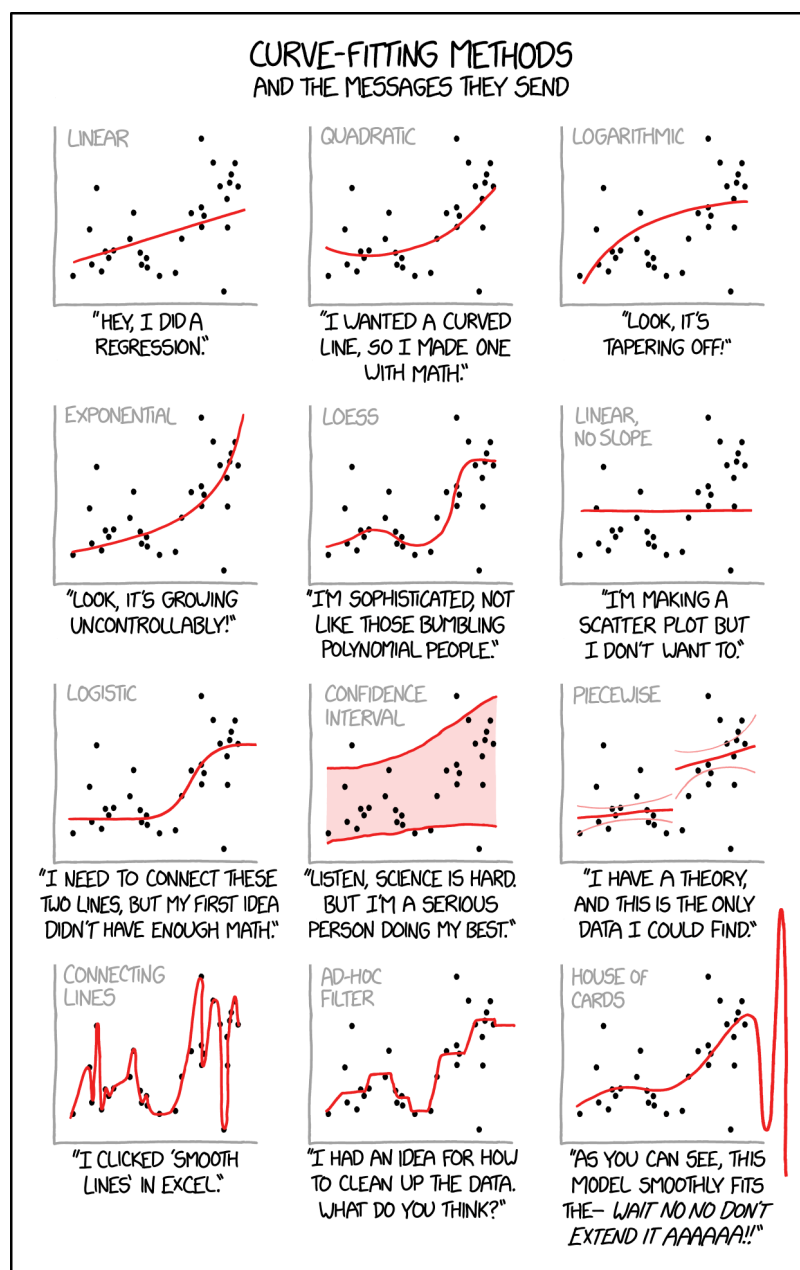 CURVE-FITTING METHODS
AND THE MESSAGES THEY SEND
LINEAR
"HEY, I DID A
REGRESSION."
QUADRATIC
"I WANTED A CURVED
LINE, SO I MADE ONE
WITH MATH."
LOGARITHMIC
"LOOK, IT'S
TAPERING OFF!"
EXPONENTIAL
"LOOK, IT'S GROWING
UNCONTROLLABLY!"
LOESS
"I'M SOPHISTICATED, NOT
LIKE THOSE BUMBLING
POLYNOMIAL PEOPLE."
LINEAR,
NO SLOPE
"I'M MAKING A
SCATTER PLOT BUT
I DON'T WANT TO."
LOGISTIC
"I NEED TO CONNECT THESE
TWO LINES, BUT MY FIRST IDEA
DIDN'T HAVE ENOUGH MATH."
CONFIDENCE
INTERVAL
"LISTEN, SCIENCE IS HARD.
BUT I'M A SERIOUS
PERSON DOING MY BEST."
PIECEWISE
"I HAVE A THEORY,
AND THIS IS THE ONLY
DATA I COULD FIND."
CONNECTING
LINES
"I CLICKED 'SMOOTH
LINES' IN EXCEL."
AD-HOC
FILTER
"I HAD AN IDEA FOR HOW
TO CLEAN UP THE DATA.
WHAT DO YOU THINK?"
HOUSE OF
CARDS
"AS YOU CAN SEE, THIS
MODEL SMOOTHLY FITS
THE- WAIT NO NO DON'T
EXTEND IT AAAAAA!!"